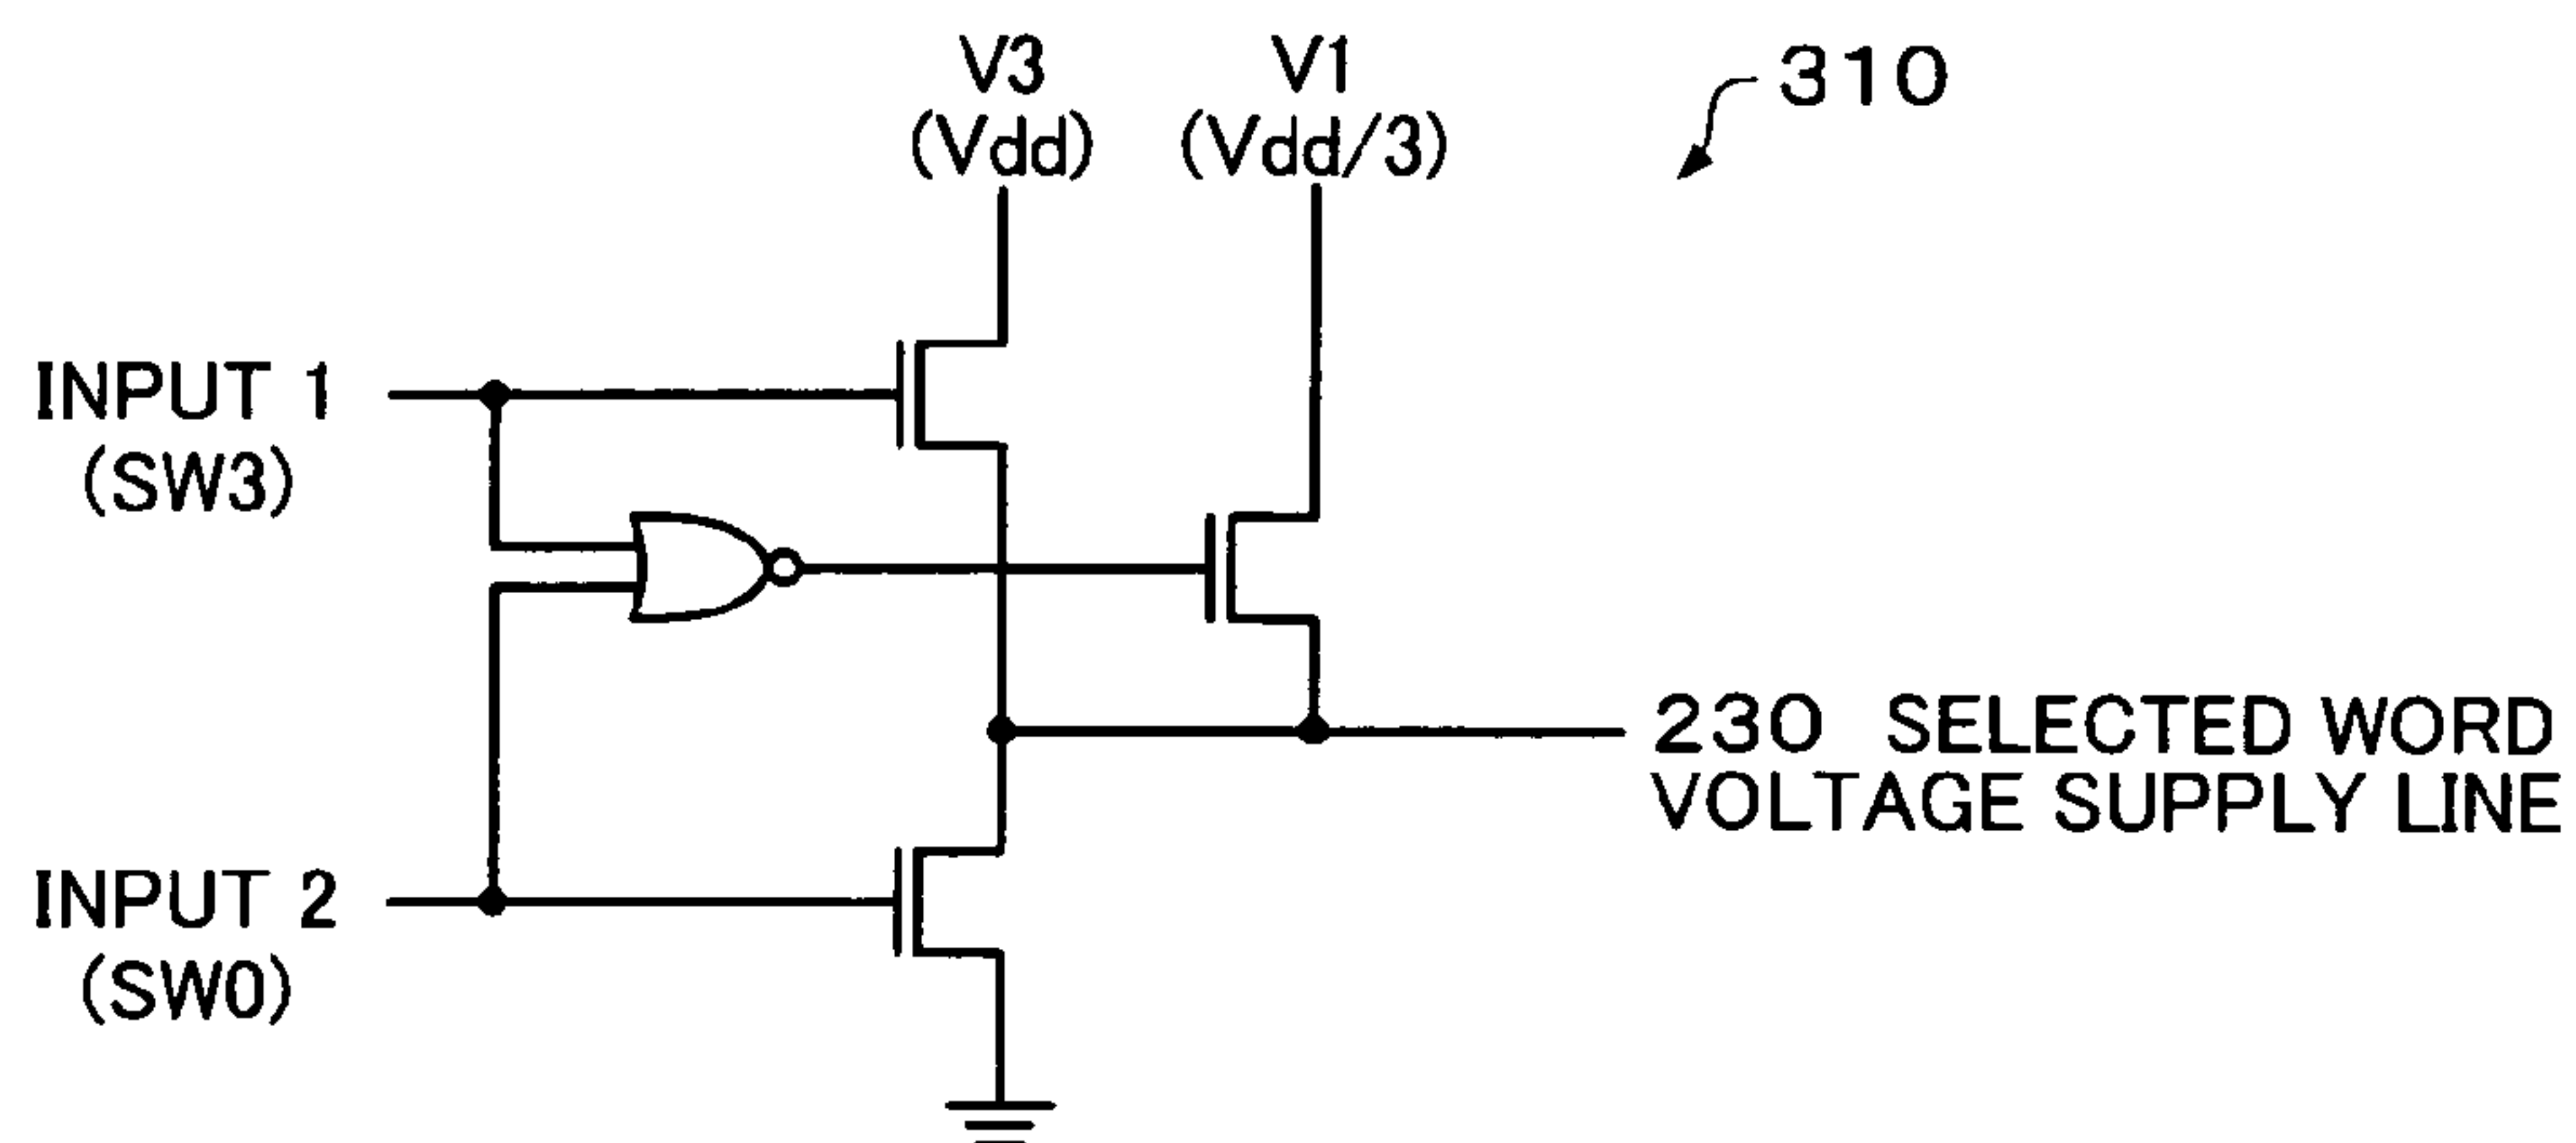 V3
(Vdd)
V1
(Vdd/3)
310
INPUT 1
(SW3)
230 SELECTED WORD
VOLTAGE SUPPLY LINE
INPUT 2
(SW0)